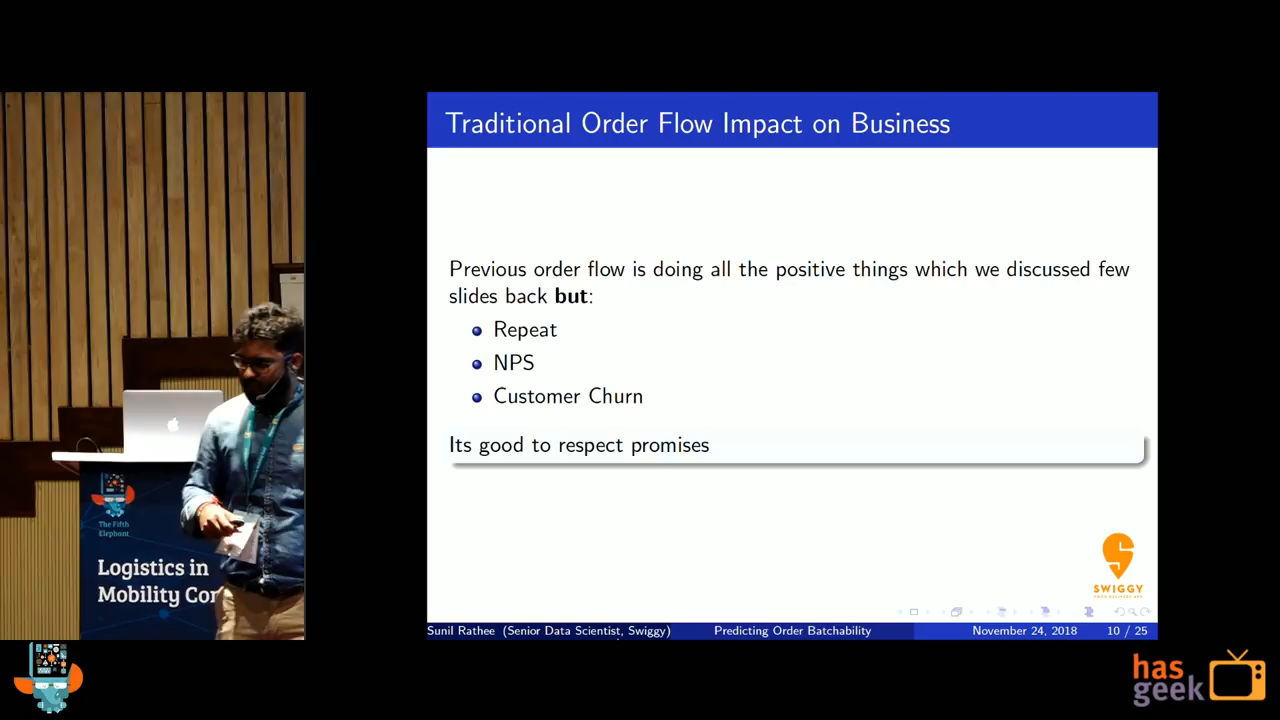 Traditional Order Flow Impact on Business
Previous order flow is doing all the positive things which we discussed few
slides back but:
Repeat
NPS
Customer Churn
Its good to respect promises
SWIGGY
Sunil Rathee (Senior Data Scientist, Swiggy)
Predicting Order Batchability
November 24, 2018
10 / 25
The Fifth
Elephant
Logistics in
Mobility Con
has
geek